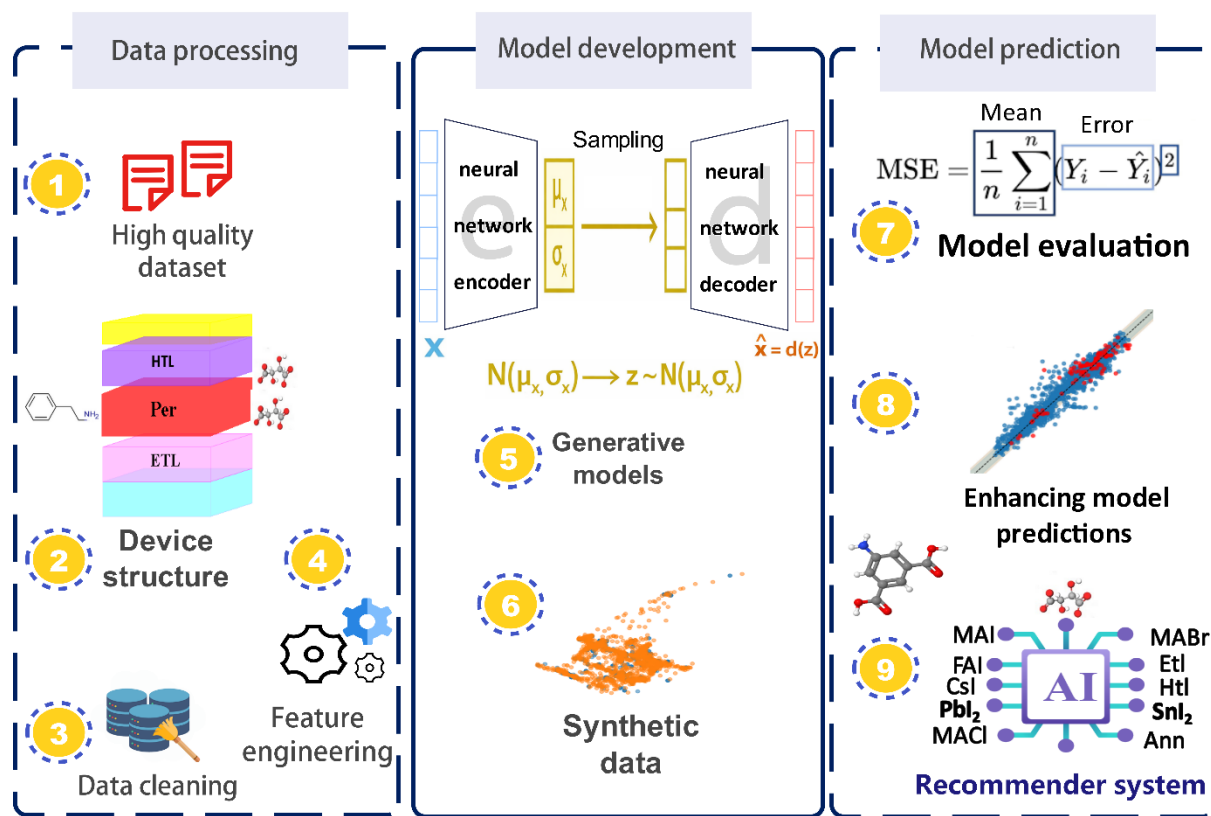 Data processing
1
High quality
dataset
HTL
Per
ETL
NH2
2
Device
structure
4
3
Data cleaning
Feature
engineering
Model development
Sampling
e
neural
network
encoder
μx
σx
d
neural
network
decoder
x
x̂ = d(z)
N(μx, σx) ⟶ z ~ N(μx, σx)
5
Generative
models
6
Synthetic
data
Model prediction
Mean
Error
MSE = 1/n ∑ i=1 n (Yi − Ŷi)²
7
Model evaluation
8
Enhancing model
predictions
9
MAI
FAI
CsI
PbI2
MACl
AI
MABr
Etl
Htl
SnI2
Ann
Recommender system